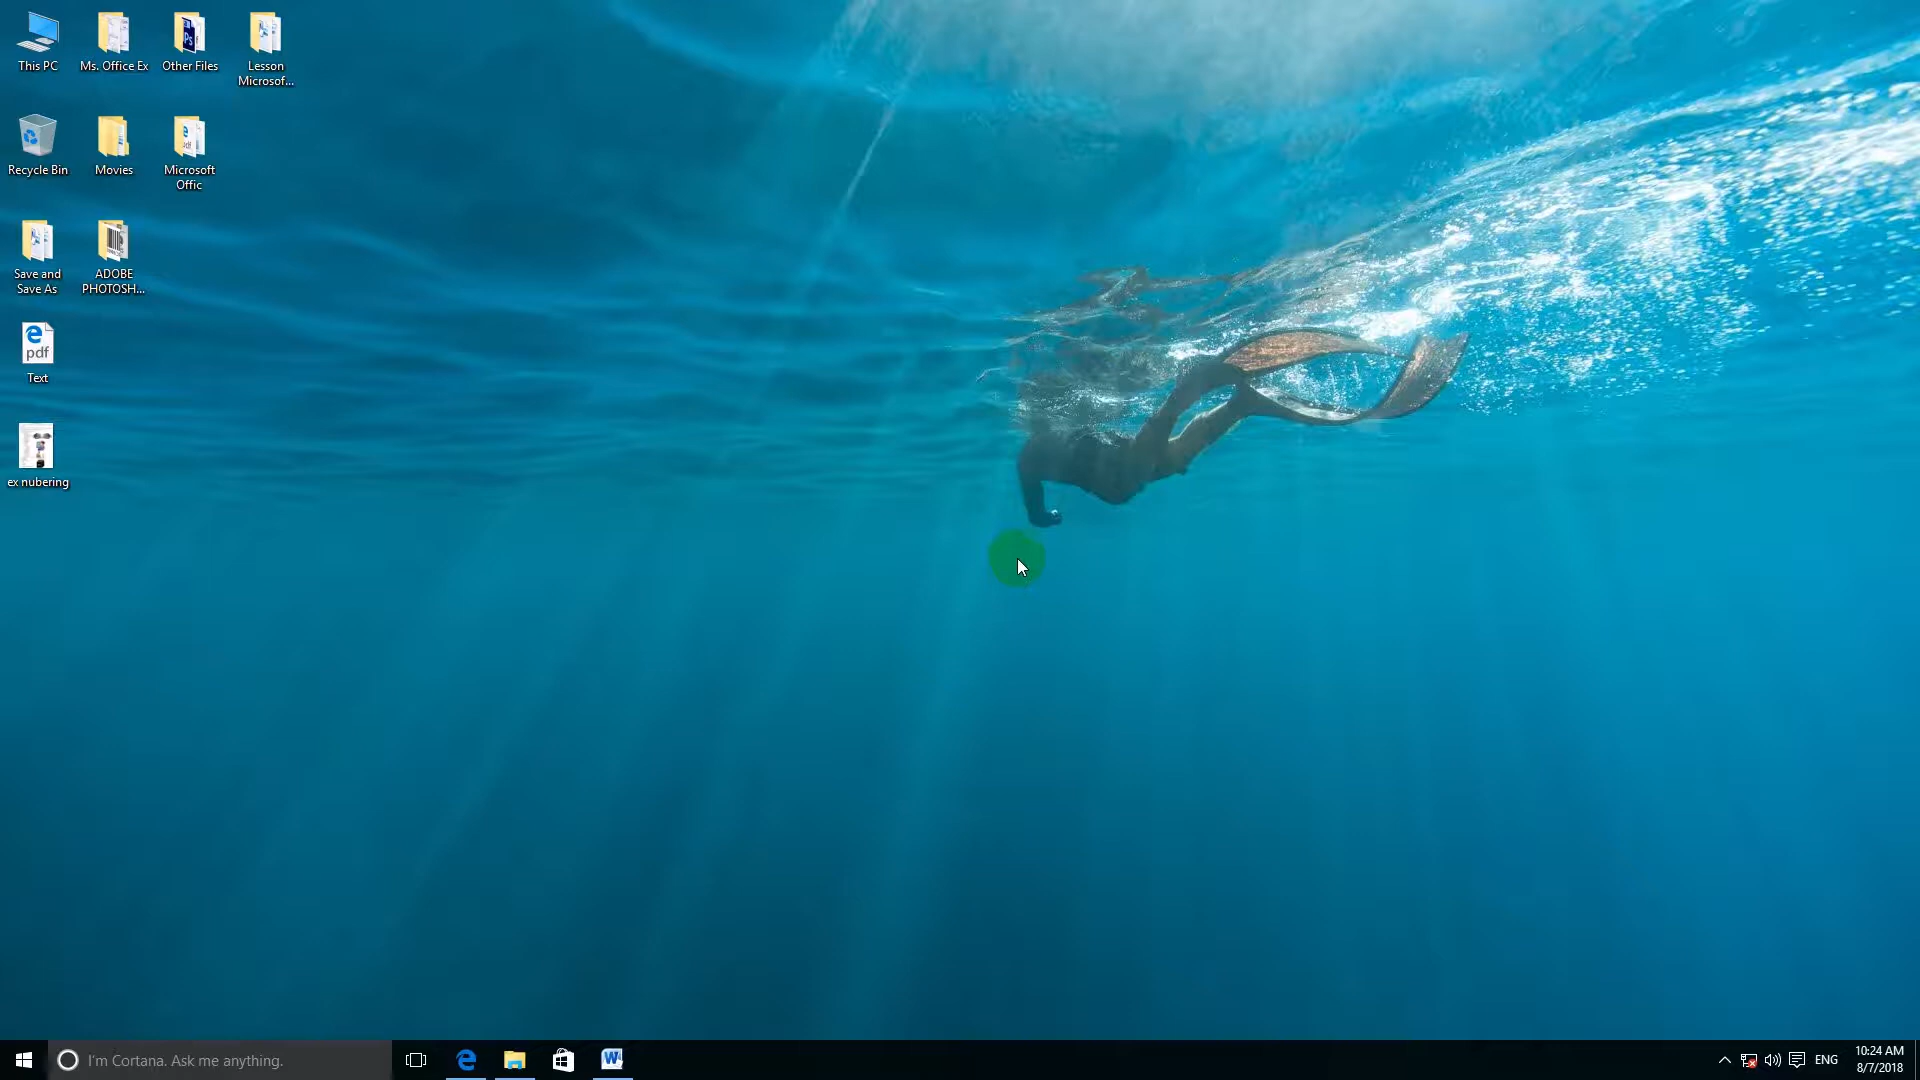 This PC
Ms. Office Ex
Other Files
Lesson
Microsof...
Recycle Bin
Movies
Microsoft
Offic
Save and
Save As
ADOBE
PHOTOSH...
pdf
Text
ex nubering
I'm Cortana. Ask me anything.
ENG
10:24 AM
8/7/2018